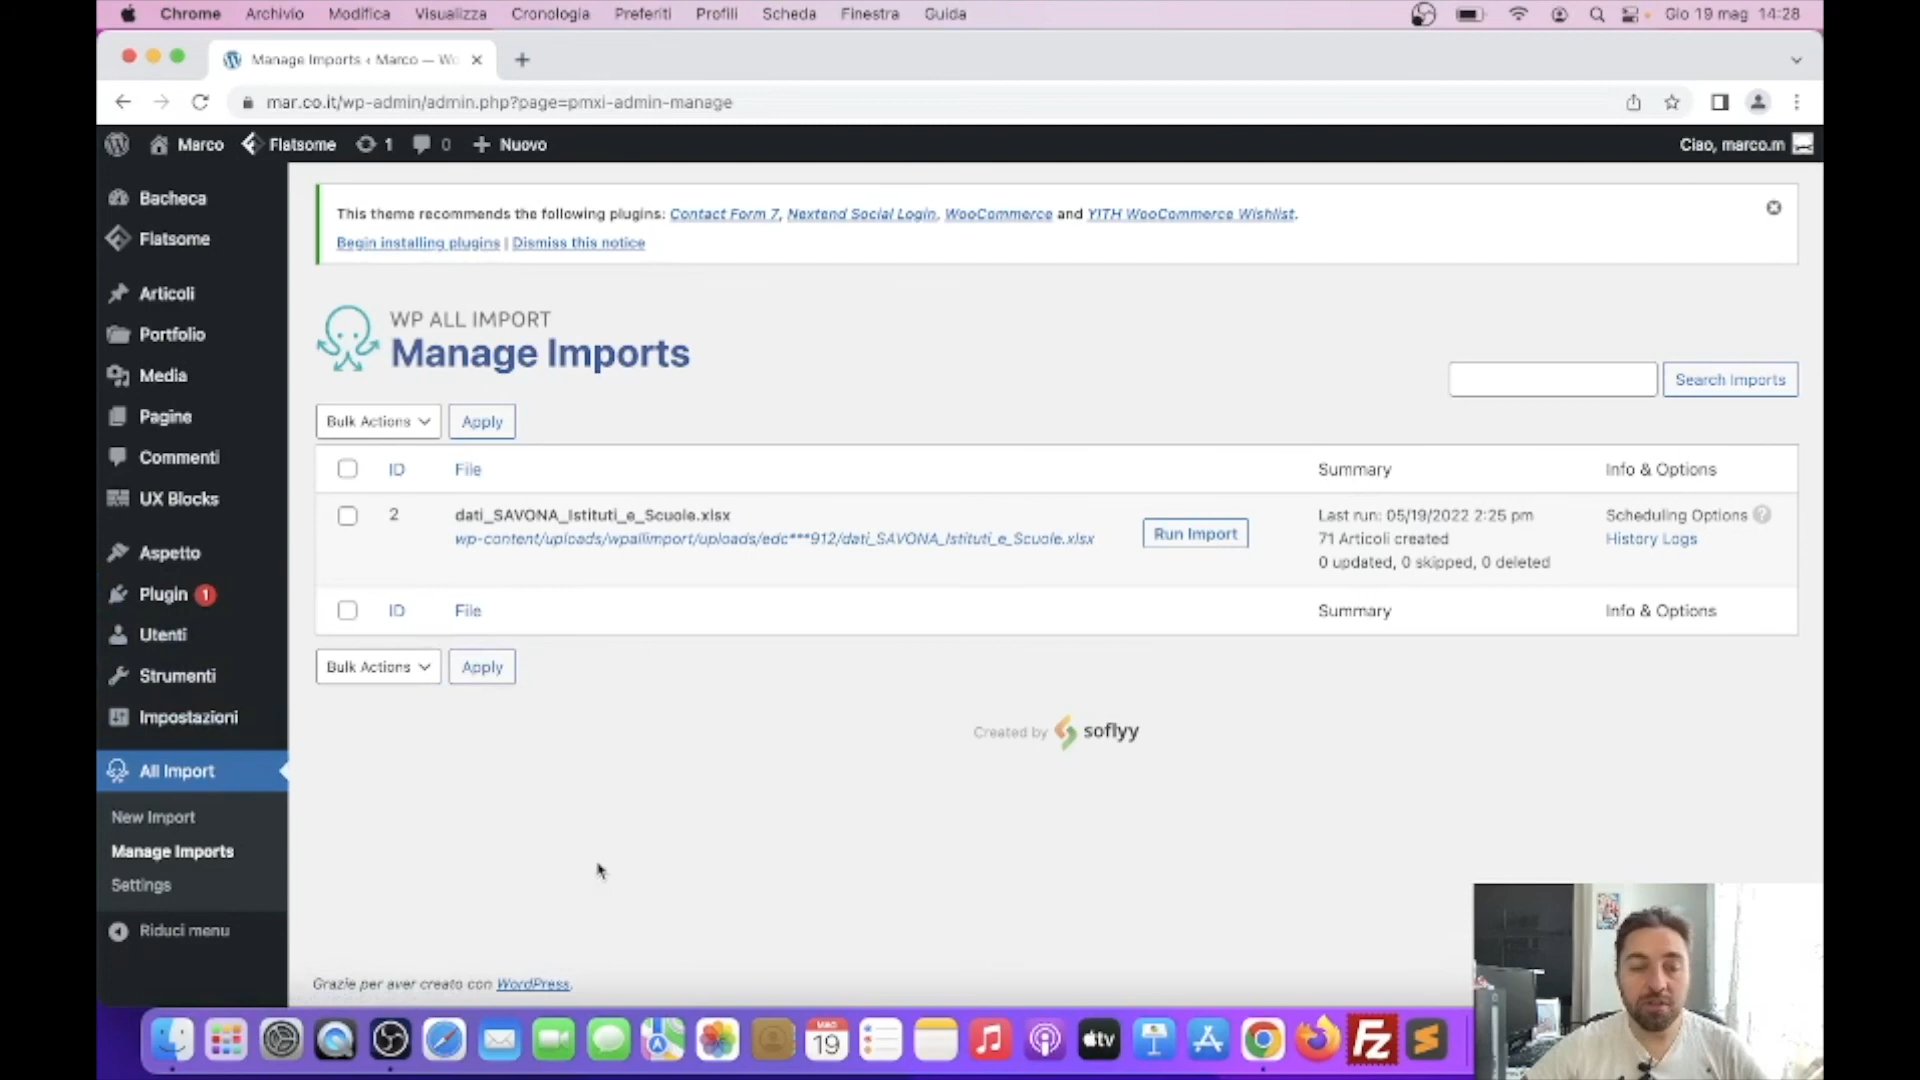 Chrome Archivio Modifica Visualizza Cronologia Preferiti Profili Scheda Finestra Guida Gio 19 mag 14:28
Manage Imports ‹ Marco — Wo
mar.co.it/wp-admin/admin.php?page=pmxi-admin-manage
Marco Flatsome 1 0 Nuovo Ciao, marco.m
Bacheca
Flatsome
Articoli
Portfolio
Media
Pagine
Commenti
UX Blocks
Aspetto
Plugin 1
Utenti
Strumenti
Impostazioni
All Import
New Import
Manage Imports
Settings
Riduci menu
This theme recommends the following plugins: Contact Form 7, Nextend Social Login, WooCommerce and YITH WooCommerce Wishlist.
Begin installing plugins | Dismiss this notice
WP ALL IMPORT
Manage Imports
Search Imports
Bulk Actions Apply
ID File Summary Info & Options
2 dati_SAVONA_Istituti_e_Scuole.xlsx Last run: 05/19/2022 2:25 pm Scheduling Options ?
wp-content/uploads/wpallimport/uploads/edc***912/dati_SAVONA_Istituti_e_Scuole.xlsx Run Import 71 Articoli created History Logs
0 updated, 0 skipped, 0 deleted
ID File Summary Info & Options
Bulk Actions Apply
Created by soflyy
Grazie per aver creato con WordPress.
MAG
19
tv
Fz